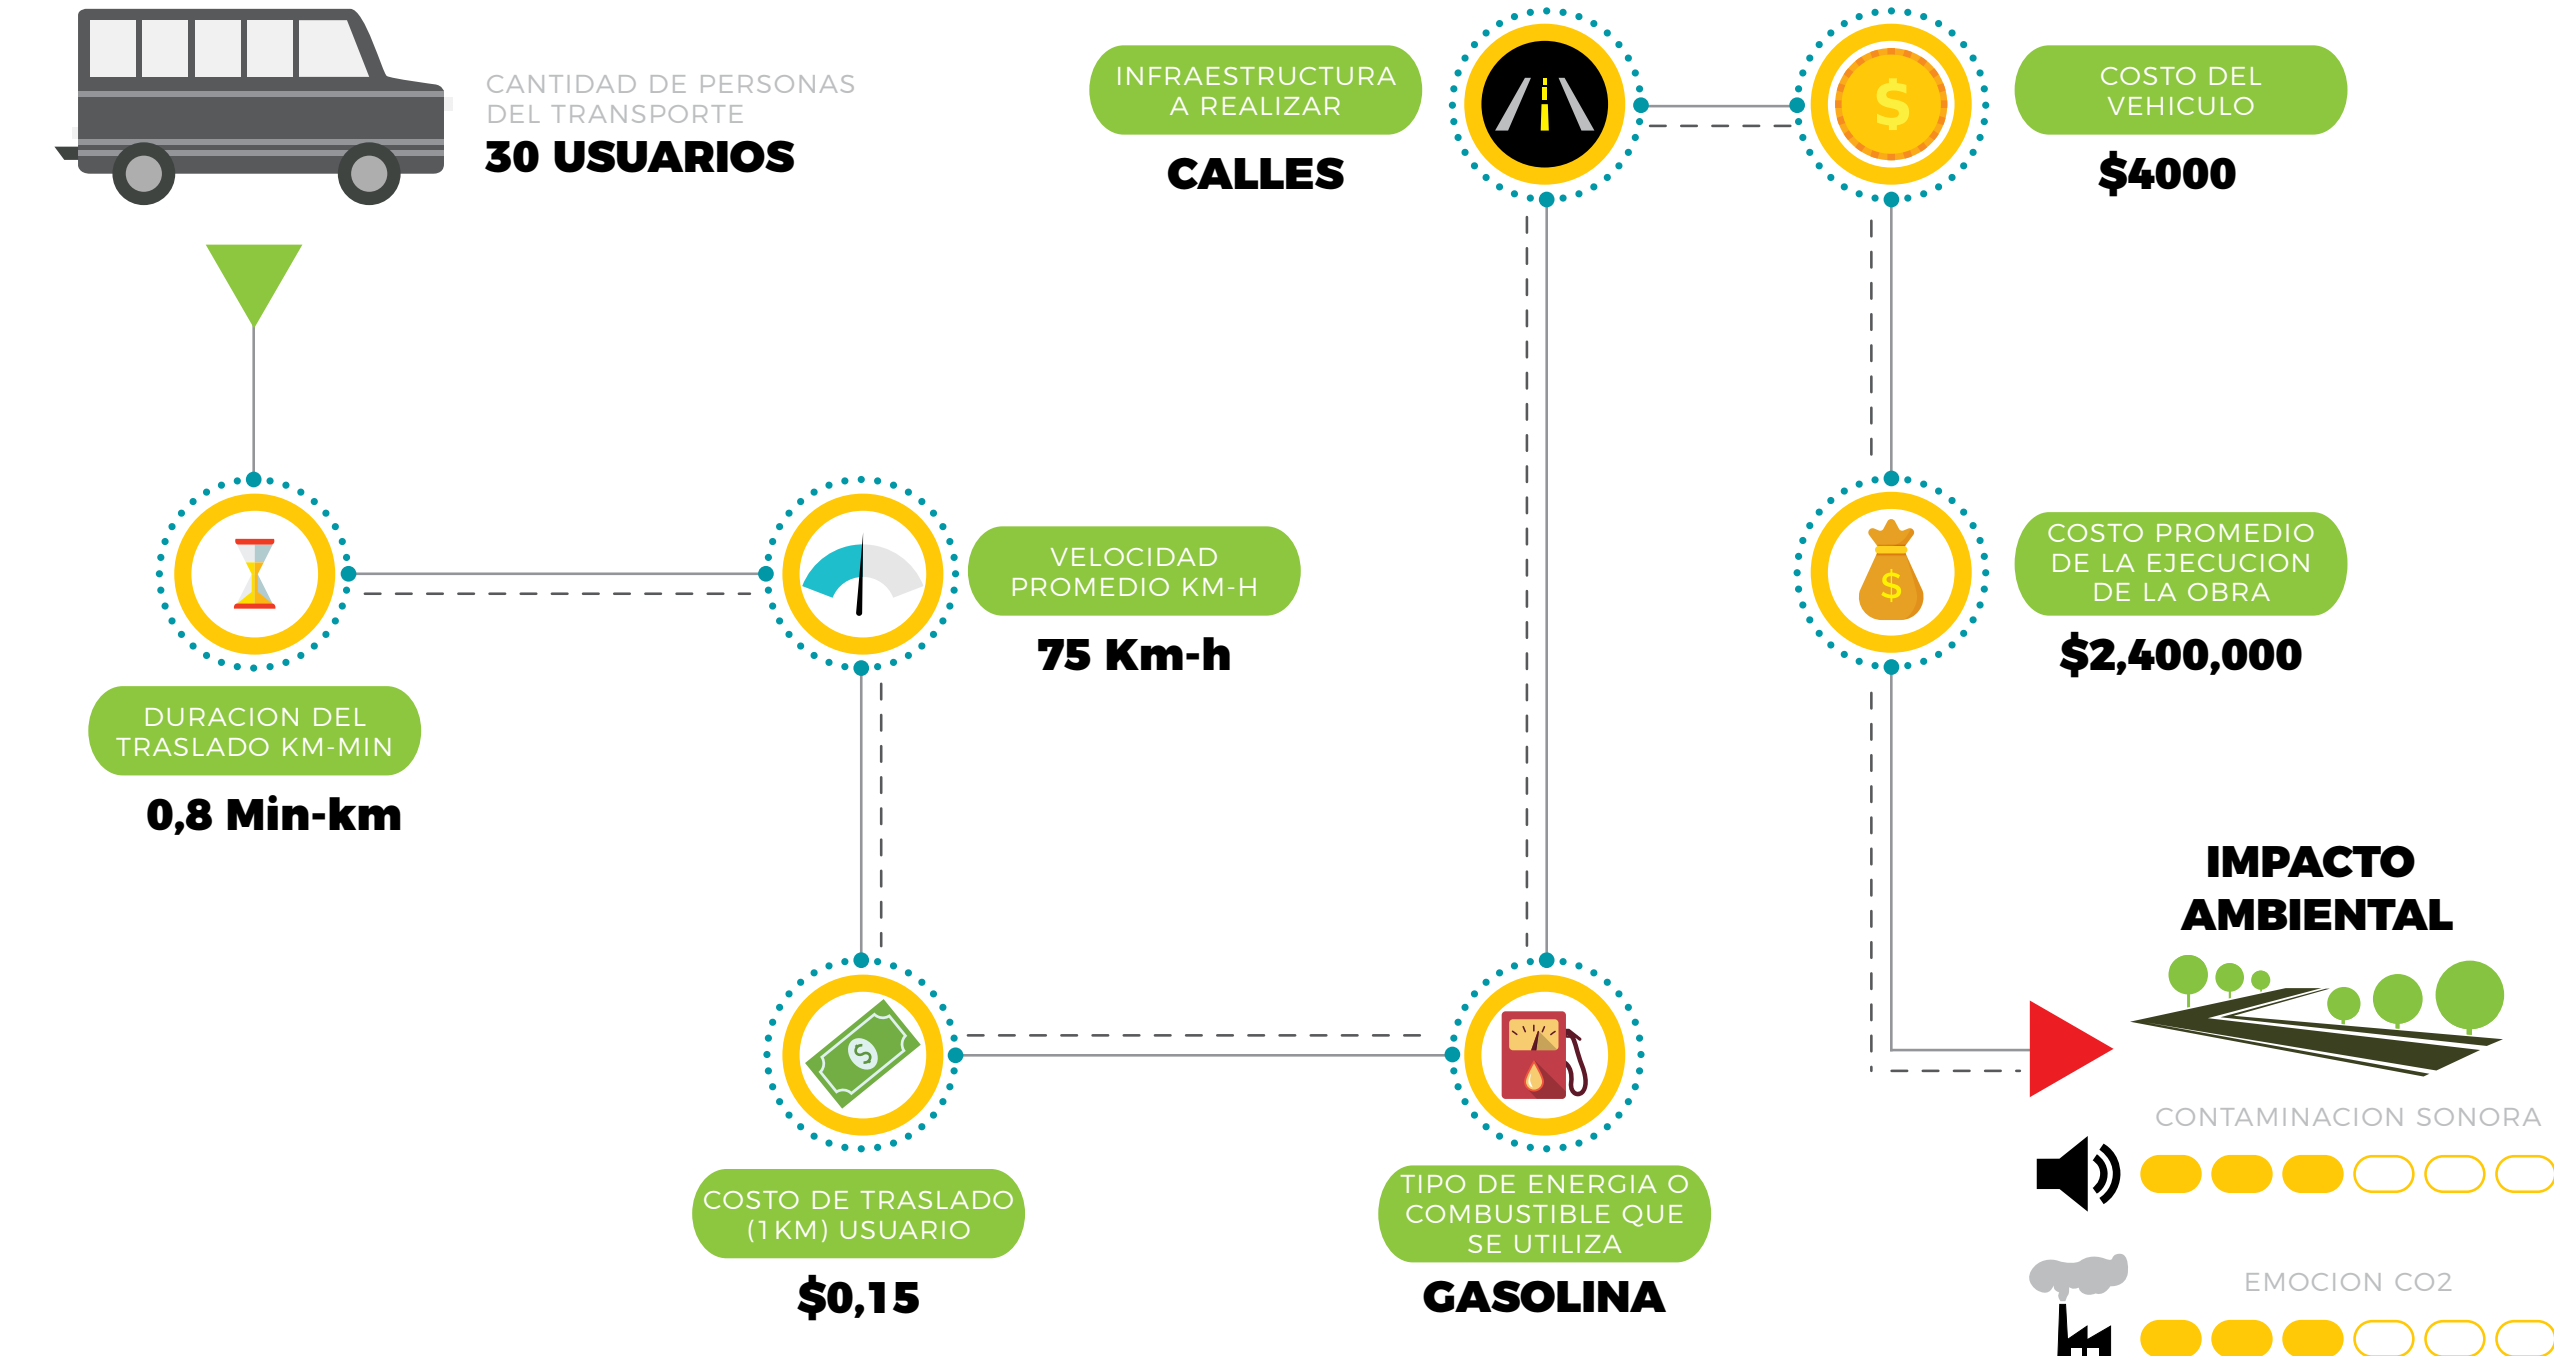 CANTIDAD DE PERSONAS
DEL TRANSPORTE
30 USUARIOS
INFRAESTRUCTURA
A REALIZAR
CALLES
$
COSTO DEL
VEHICULO
$4000
DURACION DEL
TRASLADO KM-MIN
0,8 Min-km
VELOCIDAD
PROMEDIO KM-H
75 Km-h
$
COSTO PROMEDIO
DE LA EJECUCION
DE LA OBRA
$2,400,000
$
COSTO DE TRASLADO
(1KM) USUARIO
$0,15
TIPO DE ENERGIA O
COMBUSTIBLE QUE
SE UTILIZA
GASOLINA
IMPACTO
AMBIENTAL
CONTAMINACION SONORA
EMOCION CO2